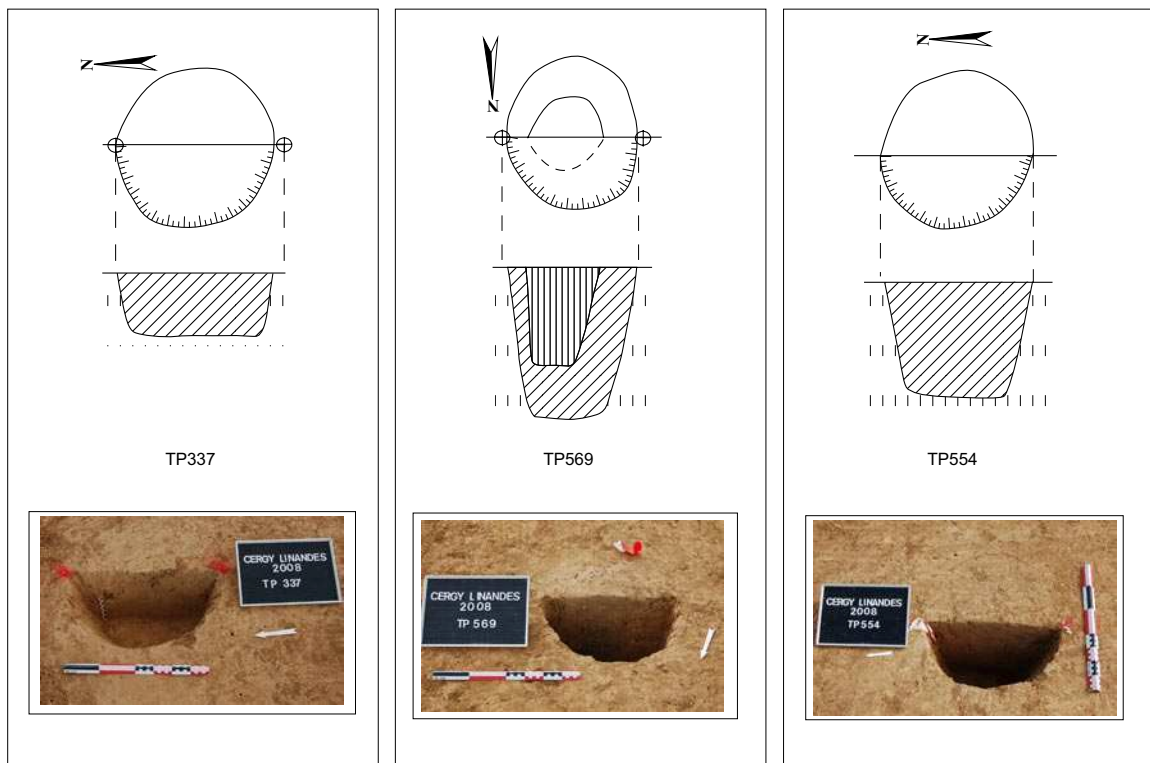 N
N
N
TP337
TP569
TP554
CERGY LINANDES
2008
TP 337
CERGY LINANDES
2008
TP 569
CERGY LINANDES
2008
TP554